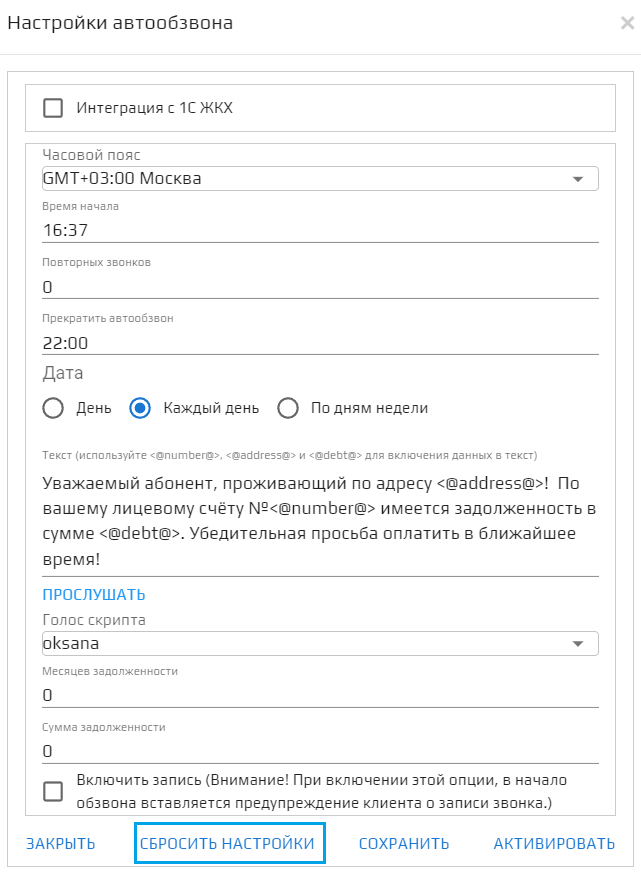 Настройки автообзвона
Интеграция с 1С ЖКХ
Часовой пояс
GMT+03:00 Москва
Время начала
16:37
Повторных звонков
0
Прекратить автообзвон
22:00
Дата
День Каждый день По дням недели
Текст (используйте <@number@>, <@address@> и <@debt@> для включения данных в текст)
Уважаемый абонент, проживающий по адресу <@address@>!  По
вашему лицевому счёту №<@number@> имеется задолженность в
сумме <@debt@>. Убедительная просьба оплатить в ближайшее
время!
ПРОСЛУШАТЬ
Голос скрипта
oksana
Месяцев задолженности
0
Сумма задолженности
0
Включить запись (Внимание! При включении этой опции, в начало
обзвона вставляется предупреждение клиента о записи звонка.)
ЗАКРЫТЬ СБРОСИТЬ НАСТРОЙКИ СОХРАНИТЬ АКТИВИРОВАТЬ